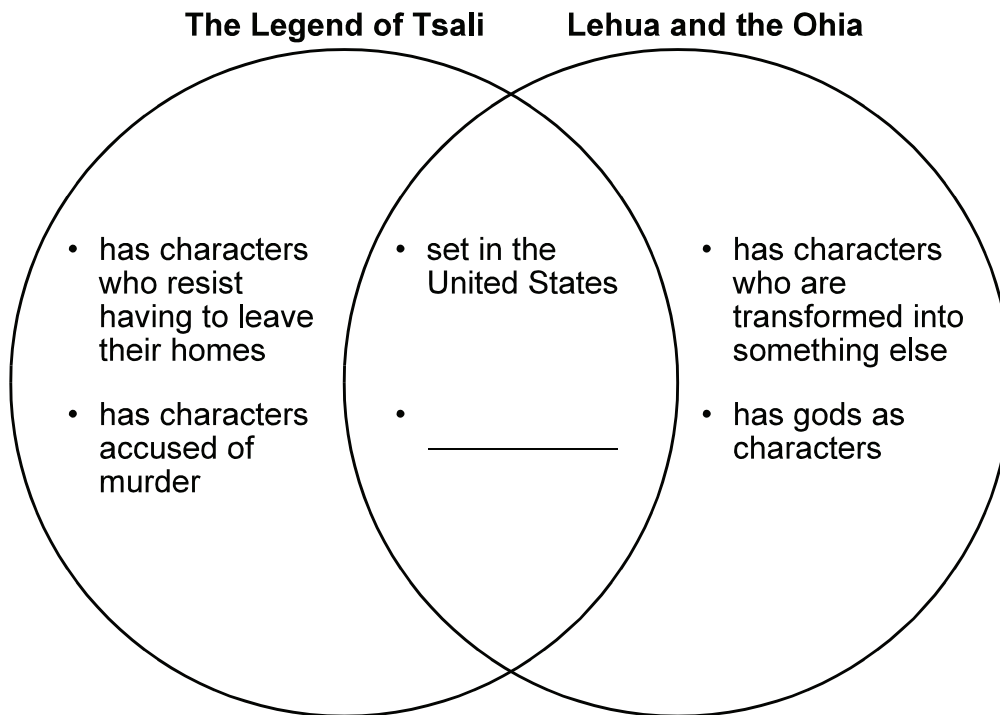 The Legend of Tsali
Lehua and the Ohia
• has characters
who resist
having to leave
their homes
• has characters
accused of
murder
• set in the
United States
•
• has characters
who are
transformed into
something else
• has gods as
characters